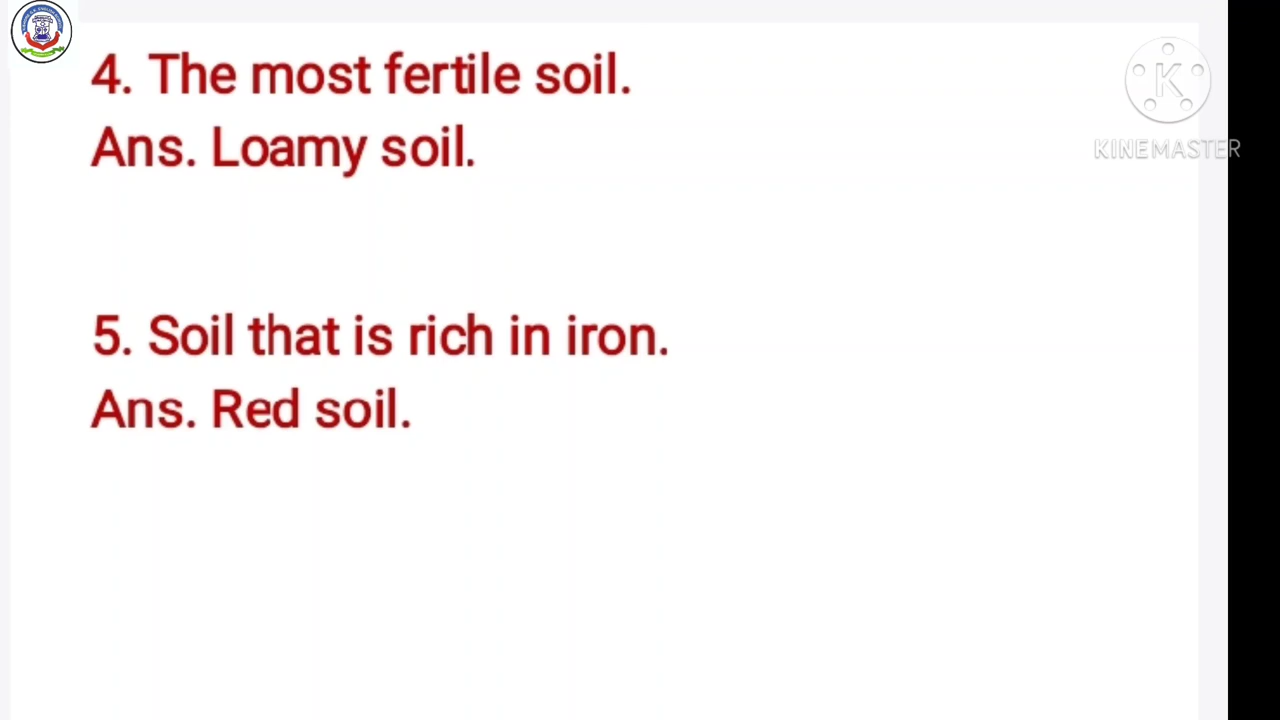 4. The most fertile soil.
Ans. Loamy soil.
5. Soil that is rich in iron.
Ans. Red soil.
K
KINEMASTER